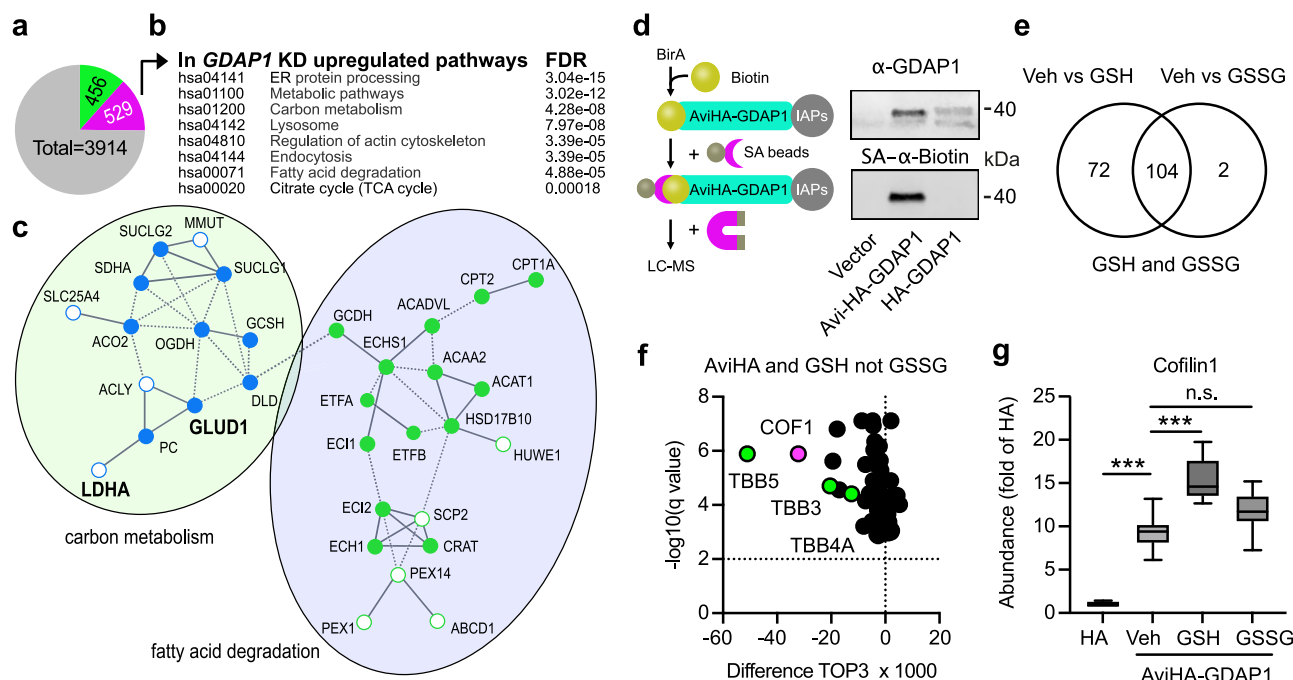 a
456
529
Total=3914
b
In GDAP1 KD upregulated pathways FDR
hsa04141 ER protein processing 3.04e-15
hsa01100 Metabolic pathways 3.02e-12
hsa01200 Carbon metabolism 4.28e-08
hsa04142 Lysosome 7.97e-08
hsa04810 Regulation of actin cytoskeleton 3.39e-05
hsa04144 Endocytosis 3.39e-05
hsa00071 Fatty acid degradation 4.88e-05
hsa00020 Citrate cycle (TCA cycle) 0.00018
c
MMUT
SUCLG2
SDHA
SUCLG1
SLC25A4
GCSH
ACO2
OGDH
ACLY
DLD
GLUD1
PC
LDHA
carbon metabolism
CPT1A
CPT2
ACADVL
GCDH
ECHS1
ACAA2
ACAT1
ETFA
HSD17B10
ECI1
ETFB
HUWE1
ECI2
SCP2
ECH1
CRAT
PEX14
PEX1
ABCD1
fatty acid degradation
d
BirA
Biotin
AviHA-GDAP1
IAPs
+
SA beads
AviHA-GDAP1
IAPs
+
LC-MS
α-GDAP1
-40
SA-α-Biotin
kDa
-40
Vector
Avi-HA-GDAP1
HA-GDAP1
e
Veh vs GSH
Veh vs GSSG
72
104
2
GSH and GSSG
f
AviHA and GSH not GSSG
-log10(q value)
8
6
4
2
0
COF1
TBB5
TBB3
TBB4A
-60
-40
-20
0
20
Difference TOP3 x 1000
g
Cofilin1
Abundance (fold of HA)
25
20
15
10
5
0
n.s.
***
***
HA
Veh
GSH
GSSG
AviHA-GDAP1